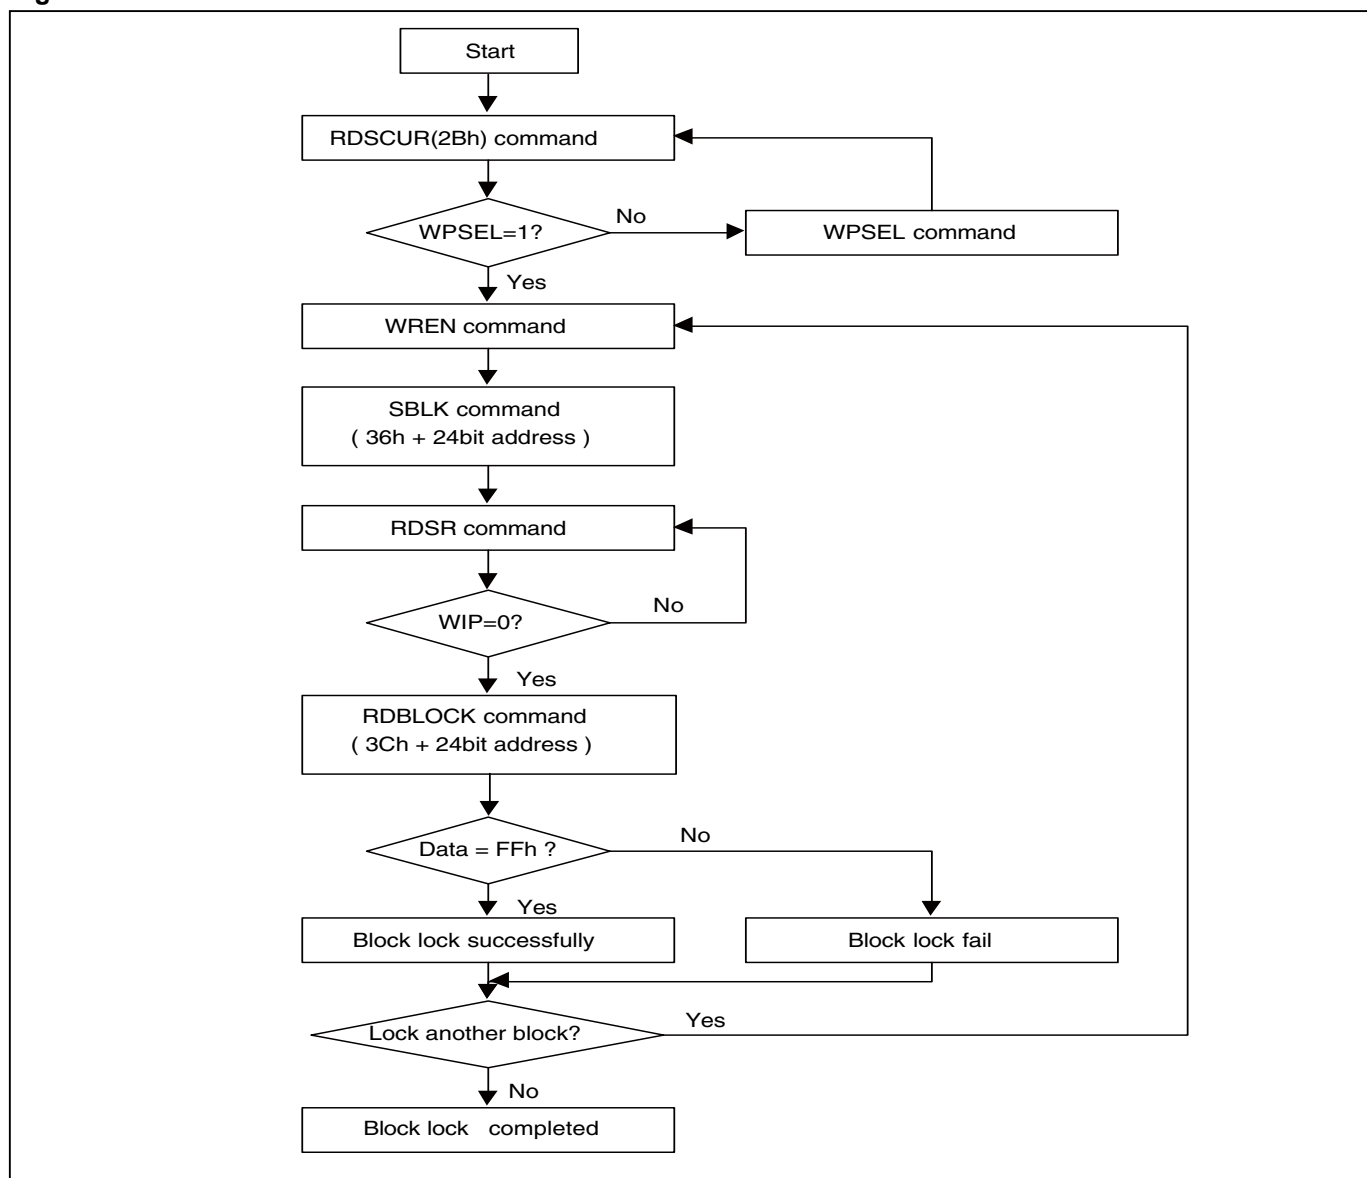 Start
RDSCUR(2Bh) command
WPSEL=1?
No
WPSEL command
Yes
WREN command
SBLK command
( 36h + 24bit address )
RDSR command
WIP=0?
No
Yes
RDBLOCK command
( 3Ch + 24bit address )
Data = FFh ?
No
Yes
Block lock successfully
Block lock fail
Lock another block?
Yes
No
Block lock completed